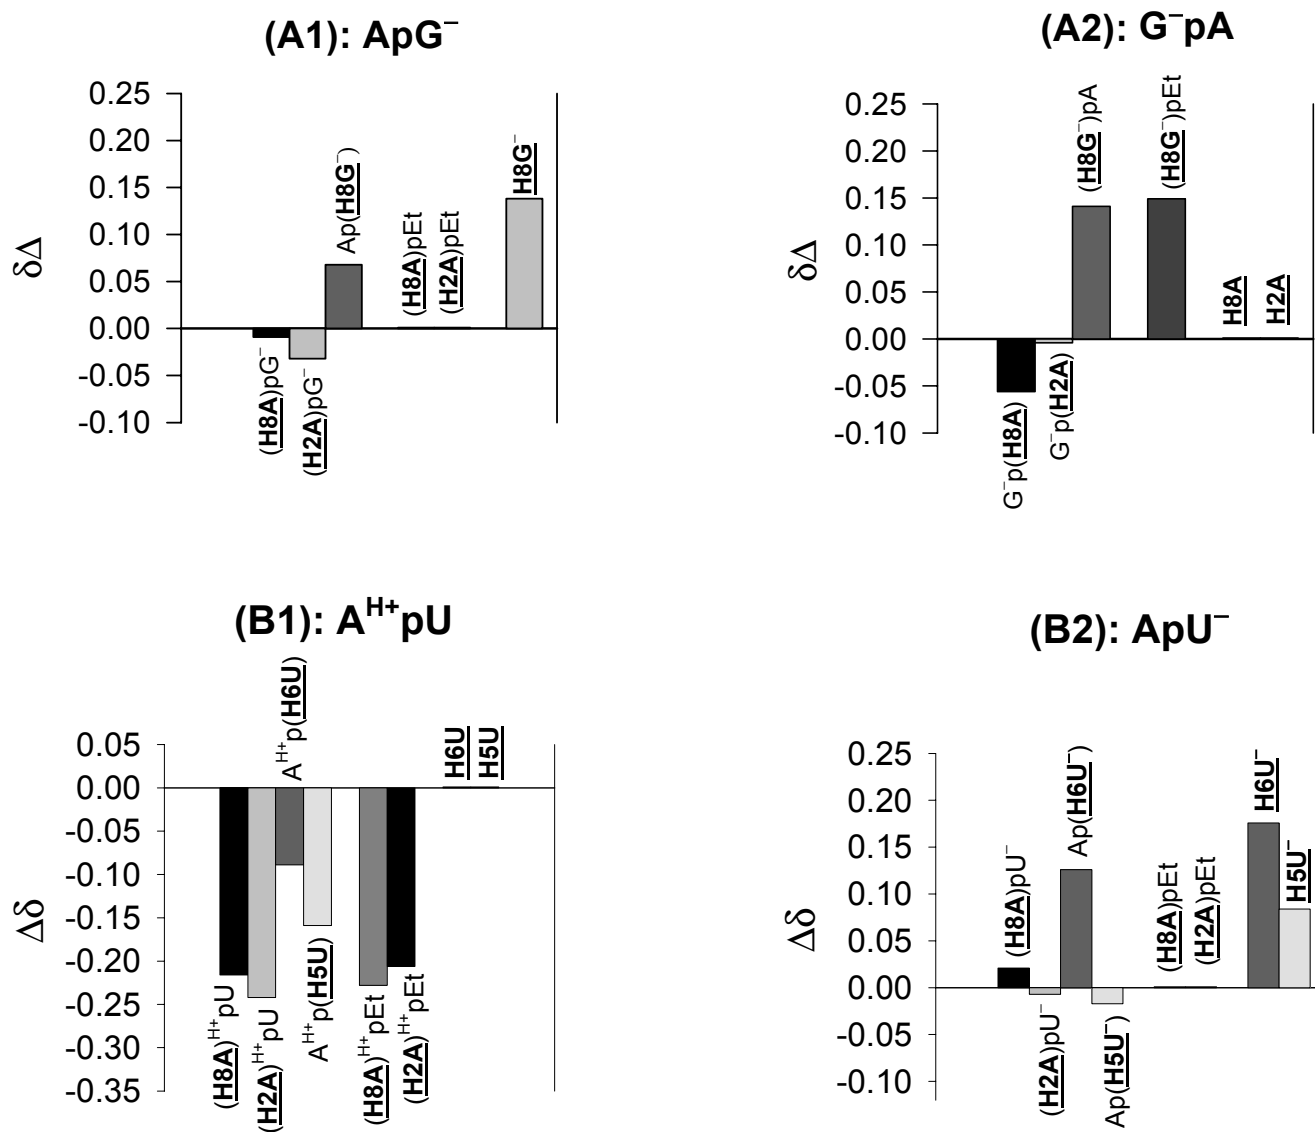 (A1): ApG⁻
0.25
0.20
0.15
0.10
0.05
0.00
-0.05
-0.10
δΔ
(H8A)pG⁻
(H2A)pG⁻
Ap(H8G⁻)
(H8A)pEt
(H2A)pEt
H8G⁻
(A2): G⁻pA
0.25
0.20
0.15
0.10
0.05
0.00
-0.05
-0.10
δΔ
G⁻p(H8A)
G⁻p(H2A)
(H8G⁻)pA
(H8G⁻)pEt
H8A
H2A
(B1): Aᴴ⁺pU
0.05
0.00
-0.05
-0.10
-0.15
-0.20
-0.25
-0.30
-0.35
Δδ
(H8A)ᴴ⁺pU
(H2A)ᴴ⁺pU
Aᴴ⁺p(H6U)
Aᴴ⁺p(H5U)
(H8A)ᴴ⁺pEt
(H2A)ᴴ⁺pEt
H6U
H5U
(B2): ApU⁻
0.25
0.20
0.15
0.10
0.05
0.00
-0.05
-0.10
Δδ
(H8A)pU⁻
(H2A)pU⁻
Ap(H6U⁻)
Ap(H5U⁻)
(H8A)pEt
(H2A)pEt
H6U⁻
H5U⁻